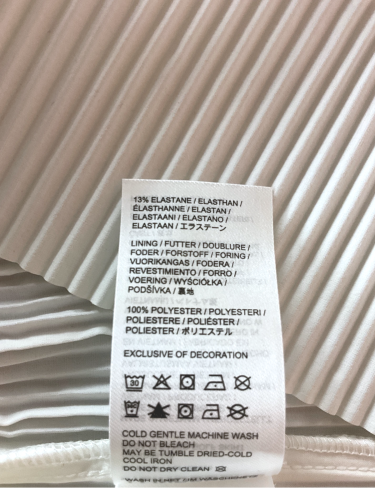 13% ELASTANE / ELASTHAN /
ÉLASTHANNE / ELASTAN /
ELASTAANI / ELASTANO /
ELASTAAN / エラステーン
LINING / FUTTER / DOUBLURE /
FODER / FORSTOFF / FORING /
VUORIKANGAS / FODERA /
REVESTIMIENTO / FORRO /
VOERING / WYŚCIÓŁKA /
PODŠÍVKA / 裏地
100% POLYESTER / POLYESTERI /
POLIESTERE / POLIÉSTER /
POLIESTER / ポリエステル
EXCLUSIVE OF DECORATION
30
COLD GENTLE MACHINE WASH
DO NOT BLEACH
MAY BE TUMBLE DRIED-COLD
COOL IRON
DO NOT DRY CLEAN